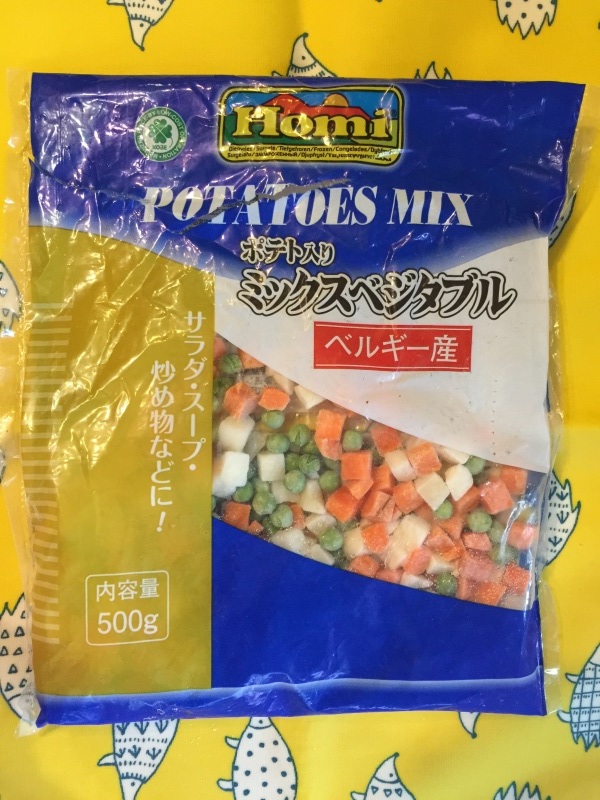 Homi
POTATOES MIX
ポテト入り
ミックスベジタブル
ベルギー産
サラダ・スープ・
炒め物などに！
内容量
500g